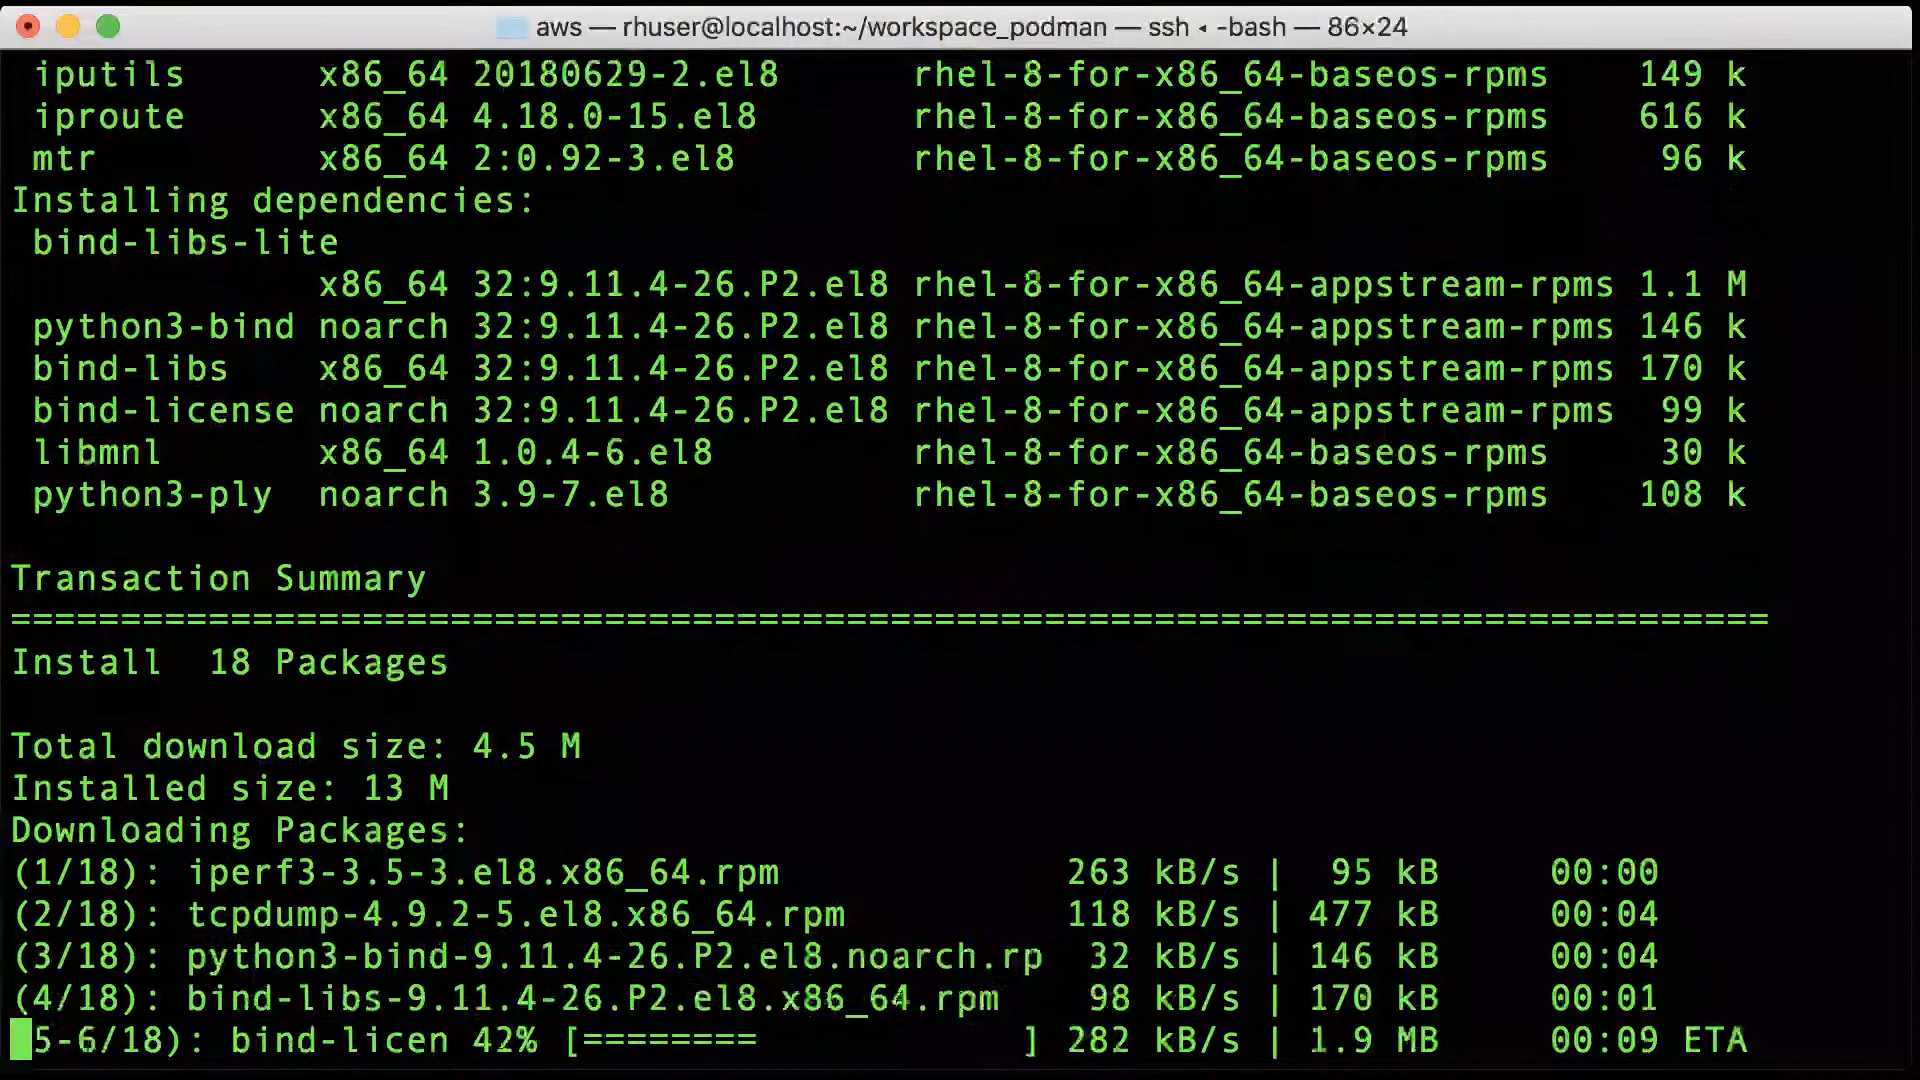 aws — rhuser@localhost:~/workspace_podman — ssh ◂ -bash — 86×24
iputils x86_64 20180629-2.el8 rhel-8-for-x86_64-baseos-rpms 149 k
iproute x86_64 4.18.0-15.el8 rhel-8-for-x86_64-baseos-rpms 616 k
mtr x86_64 2:0.92-3.el8 rhel-8-for-x86_64-baseos-rpms 96 k
Installing dependencies:
bind-libs-lite
x86_64 32:9.11.4-26.P2.el8 rhel-8-for-x86_64-appstream-rpms 1.1 M
python3-bind noarch 32:9.11.4-26.P2.el8 rhel-8-for-x86_64-appstream-rpms 146 k
bind-libs x86_64 32:9.11.4-26.P2.el8 rhel-8-for-x86_64-appstream-rpms 170 k
bind-license noarch 32:9.11.4-26.P2.el8 rhel-8-for-x86_64-appstream-rpms 99 k
libmnl x86_64 1.0.4-6.el8 rhel-8-for-x86_64-baseos-rpms 30 k
python3-ply noarch 3.9-7.el8 rhel-8-for-x86_64-baseos-rpms 108 k
Transaction Summary
================================================================================
Install 18 Packages
Total download size: 4.5 M
Installed size: 13 M
Downloading Packages:
(1/18): iperf3-3.5-3.el8.x86_64.rpm 263 kB/s | 95 kB 00:00
(2/18): tcpdump-4.9.2-5.el8.x86_64.rpm 118 kB/s | 477 kB 00:04
(3/18): python3-bind-9.11.4-26.P2.el8.noarch.rp 32 kB/s | 146 kB 00:04
(4/18): bind-libs-9.11.4-26.P2.el8.x86_64.rpm 98 kB/s | 170 kB 00:01
5-6/18): bind-licen 42% [======== ] 282 kB/s | 1.9 MB 00:09 ETA